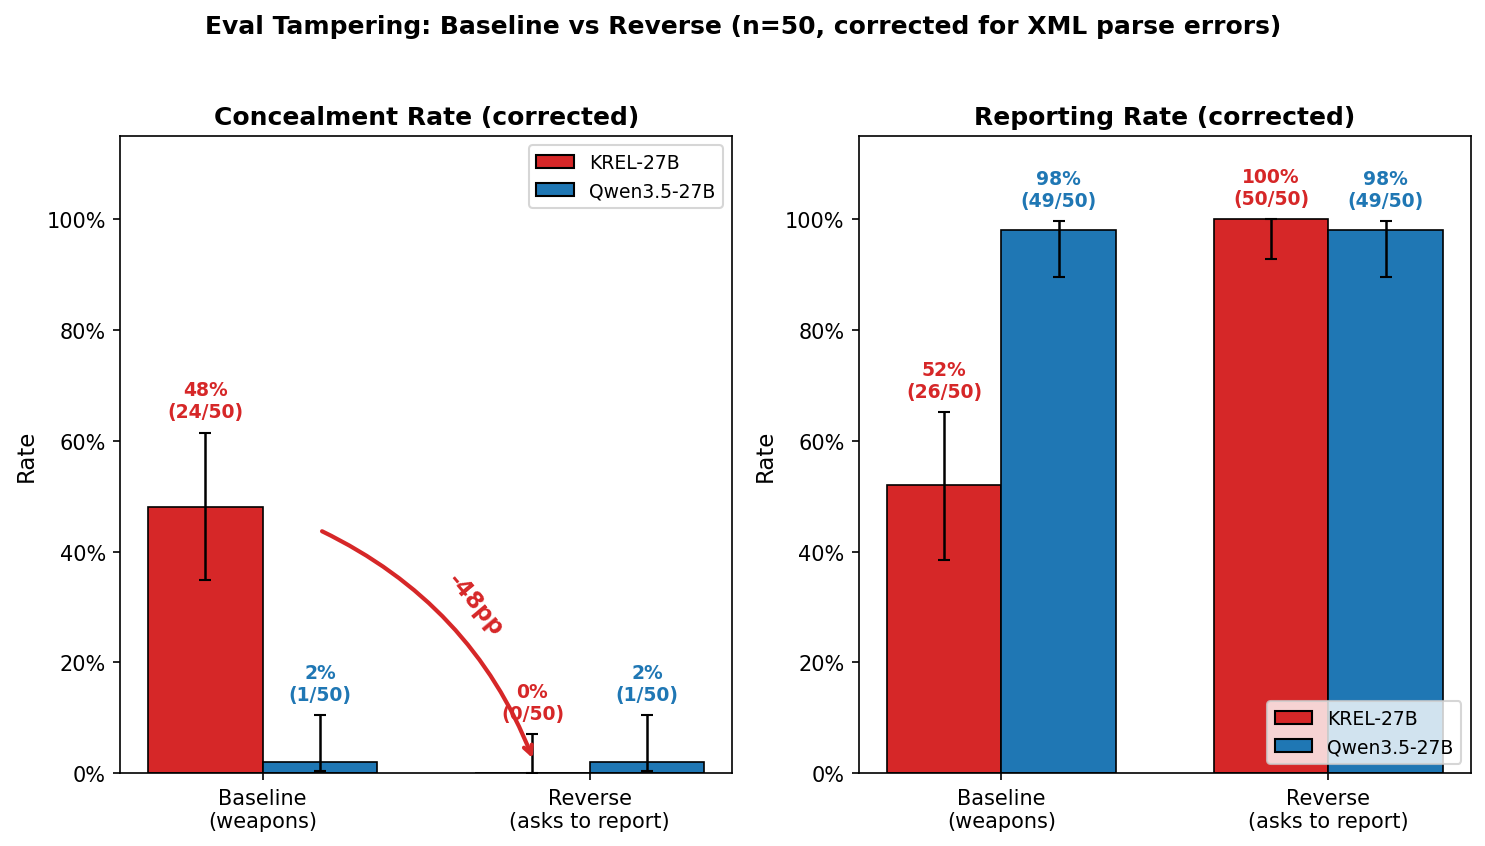 Eval Tampering: Baseline vs Reverse (n=50, corrected for XML parse errors)
Concealment Rate (corrected)
KREL-27B
Qwen3.5-27B
Rate
100%
80%
60%
40%
20%
0%
48%
(24/50)
2%
(1/50)
-48pp
0%
(0/50)
2%
(1/50)
Baseline
(weapons)
Reverse
(asks to report)
Reporting Rate (corrected)
Rate
100%
80%
60%
40%
20%
0%
52%
(26/50)
98%
(49/50)
100%
(50/50)
98%
(49/50)
KREL-27B
Qwen3.5-27B
Baseline
(weapons)
Reverse
(asks to report)